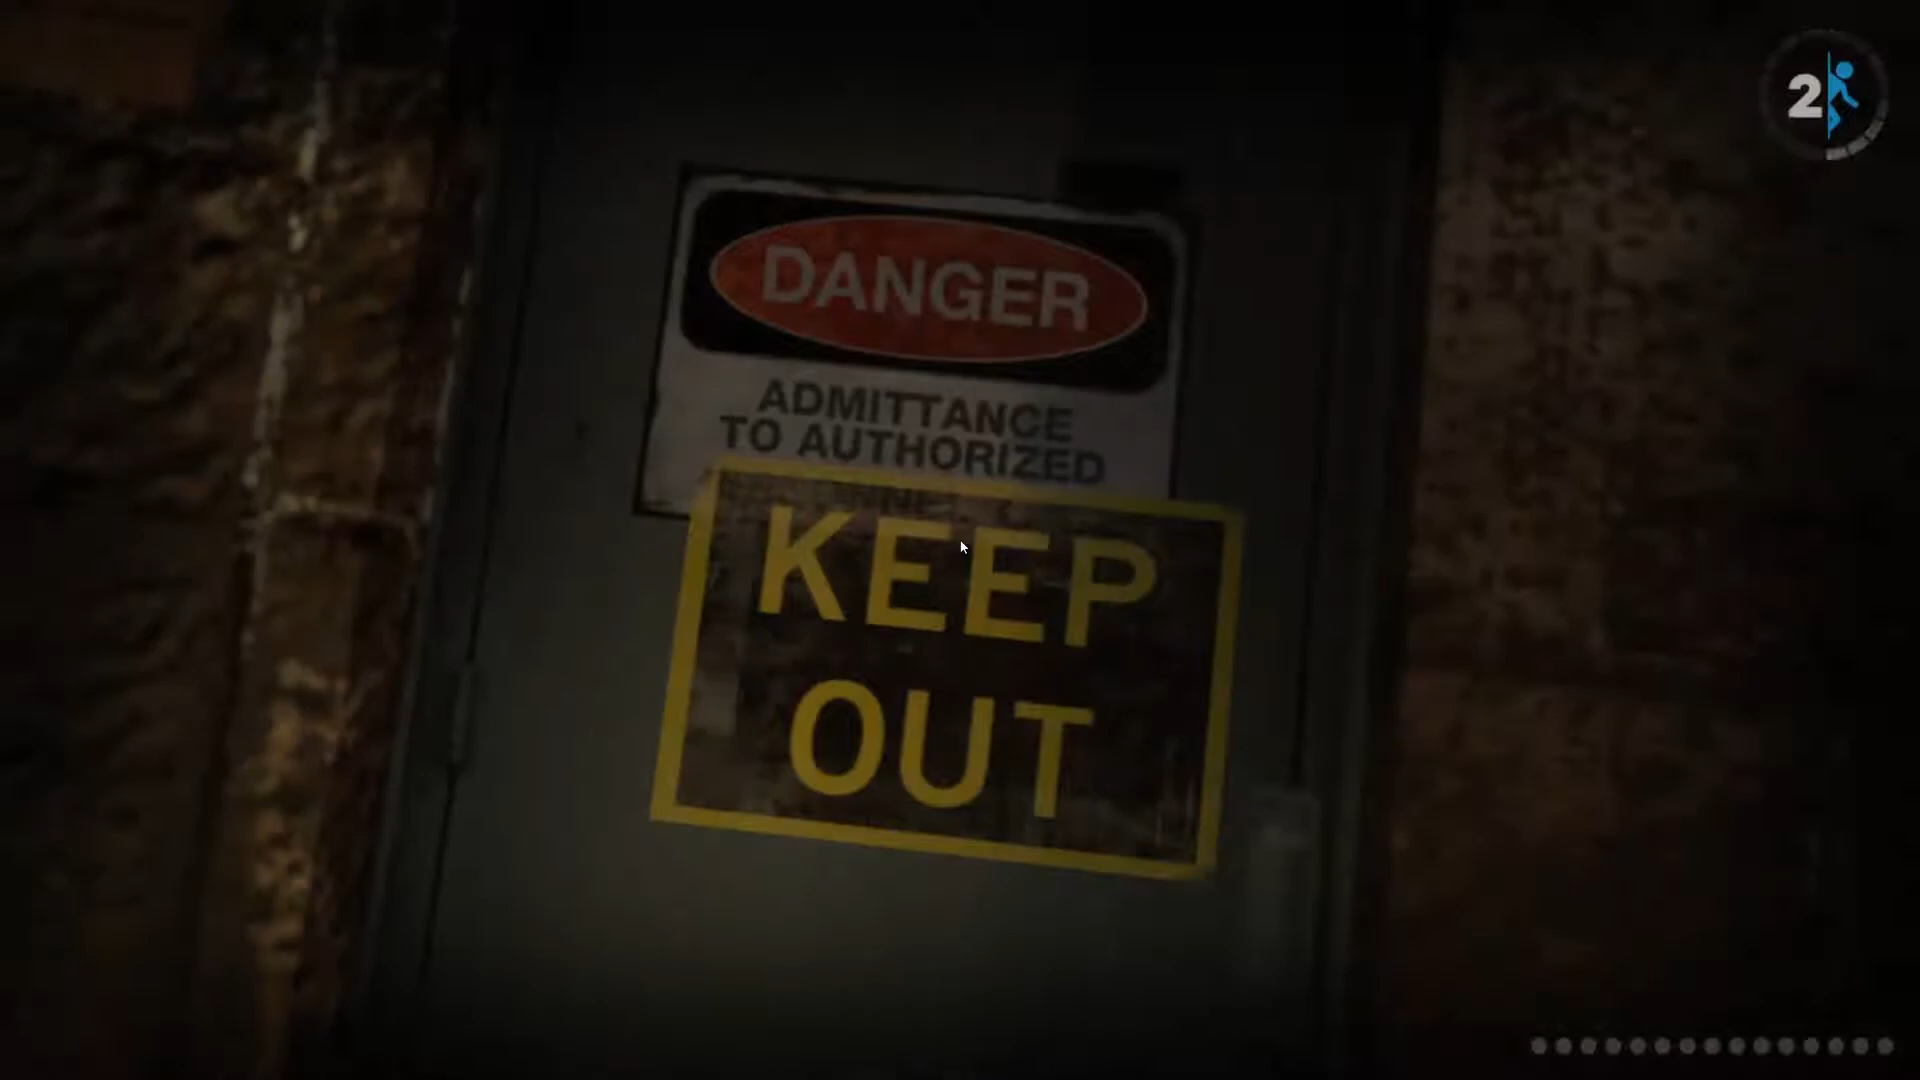 2
DANGER
ADMITTANCE
TO AUTHORIZED
KEEP
OUT